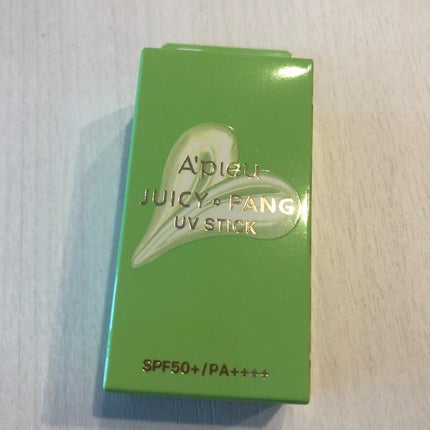 A'pieu
JUICY PANG
UV STICK
SPF50+/PA++++